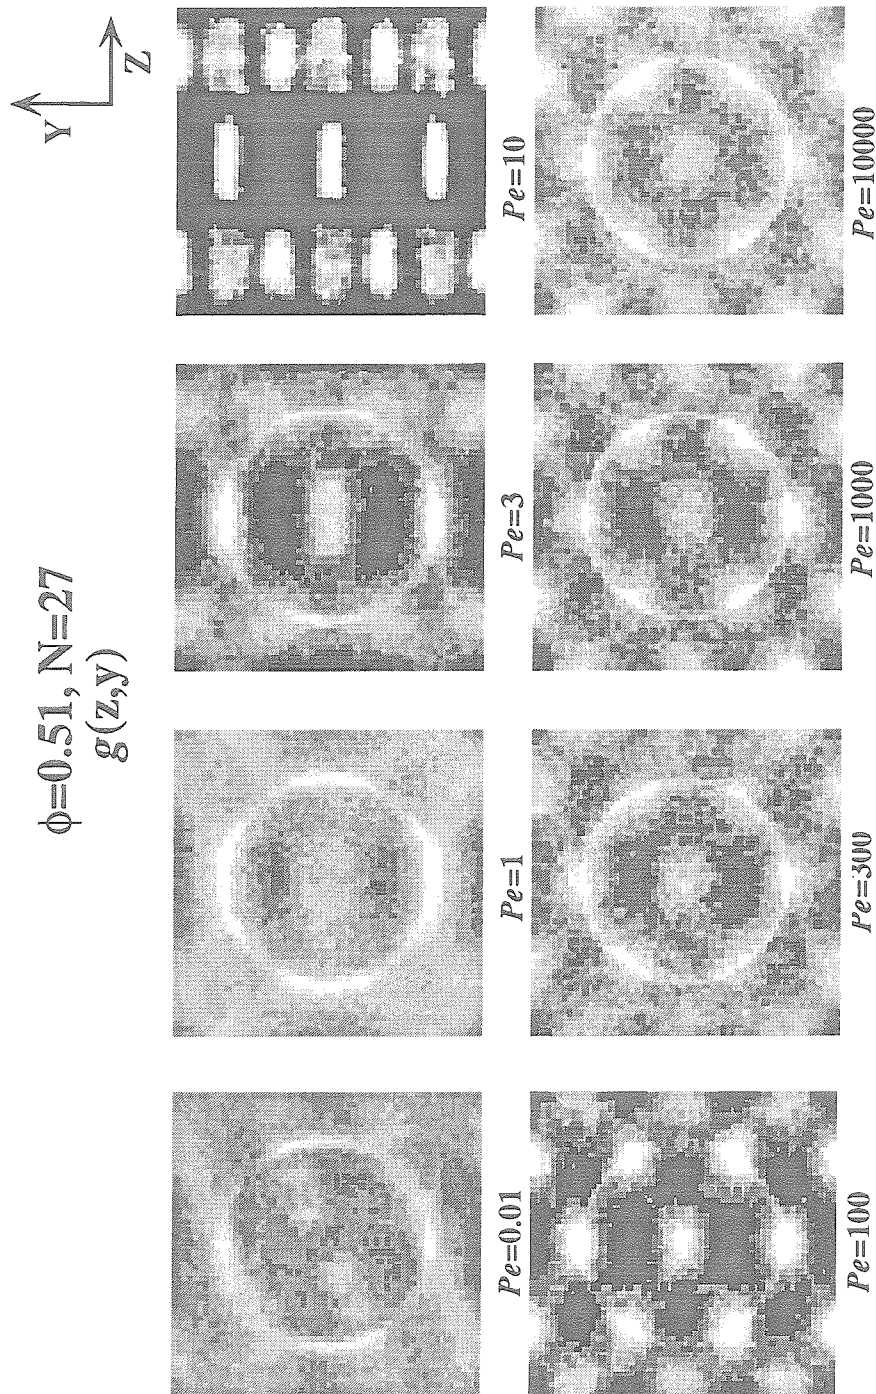 ϕ=0.51, N=27
g(z,y)
Y
Z
Pe=0.01
Pe=1
Pe=3
Pe=10
Pe=100
Pe=300
Pe=1000
Pe=10000